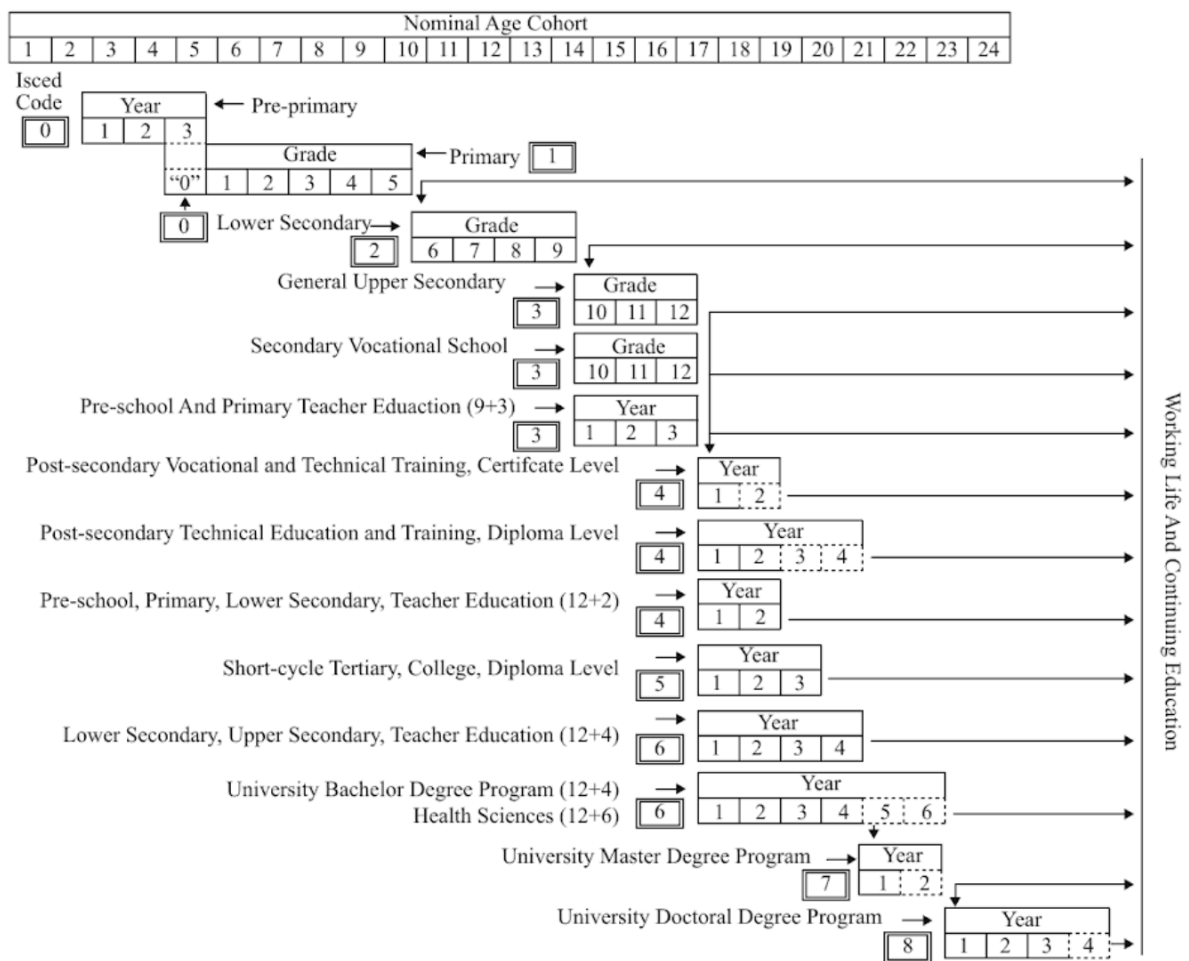 Nominal Age Cohort
1 2 3 4 5 6 7 8 9 10 11 12 13 14 15 16 17 18 19 20 21 22 23 24
Isced
Code
0
Year
Pre-primary
1 2 3
Grade
Primary
1
“0” 1 2 3 4 5
0
Lower Secondary
2
Grade
6 7 8 9
General Upper Secondary
3
Grade
10 11 12
Secondary Vocational School
3
Grade
10 11 12
Pre-school And Primary Teacher Eduaction (9+3)
3
Year
1 2 3
Post-secondary Vocational and Technical Training, Certifcate Level
4
Year
1 2
Post-secondary Technical Education and Training, Diploma Level
4
Year
1 2 3 4
Pre-school, Primary, Lower Secondary, Teacher Education (12+2)
4
Year
1 2
Short-cycle Tertiary, College, Diploma Level
5
Year
1 2 3
Lower Secondary, Upper Secondary, Teacher Education (12+4)
6
Year
1 2 3 4
University Bachelor Degree Program (12+4)
Health Sciences (12+6)
6
Year
1 2 3 4 5 6
University Master Degree Program
7
Year
1 2
University Doctoral Degree Program
8
Year
1 2 3 4
Working Life And Continuing Education